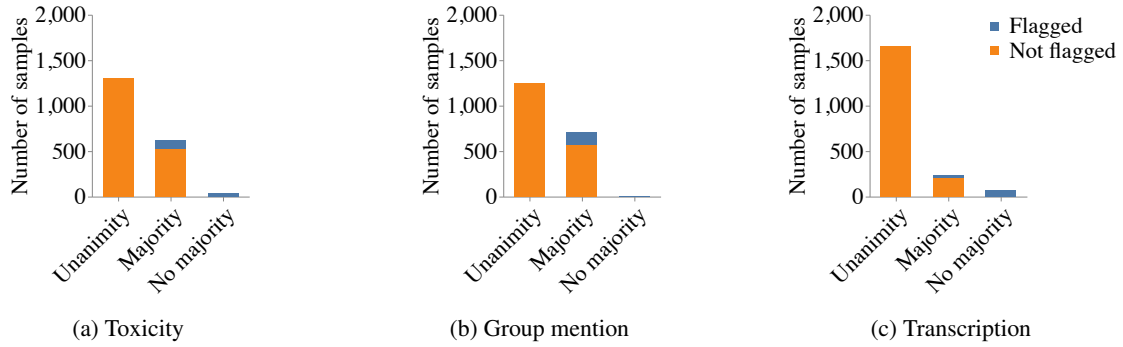 Number of samples
2,000
1,500
1,000
500
0
Unanimity
Majority
No majority
(a) Toxicity
Number of samples
2,000
1,500
1,000
500
0
Unanimity
Majority
No majority
(b) Group mention
Number of samples
2,000
1,500
1,000
500
0
Unanimity
Majority
No majority
Flagged
Not flagged
(c) Transcription